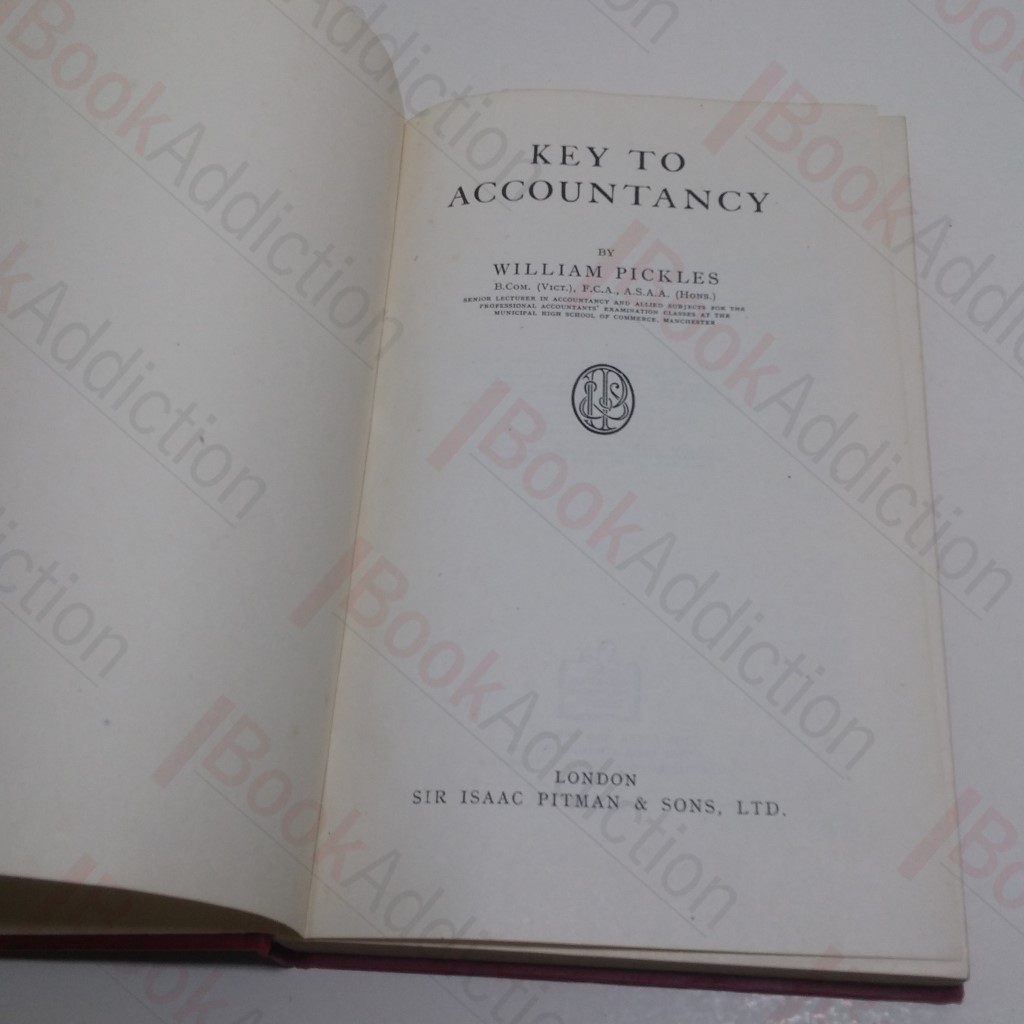 KEY TO
ACCOUNTANCY
BY
WILLIAM PICKLES
B.COM. (VICT.), F.C.A., A.S.A.A. (HONS.)
SENIOR LECTURER IN ACCOUNTANCY AND ALLIED SUBJECTS FOR THE
PROFESSIONAL ACCOUNTANTS' EXAMINATION CLASSES AT THE
MUNICIPAL HIGH SCHOOL OF COMMERCE, MANCHESTER
LONDON
SIR ISAAC PITMAN & SONS, LTD.
BookAddiction